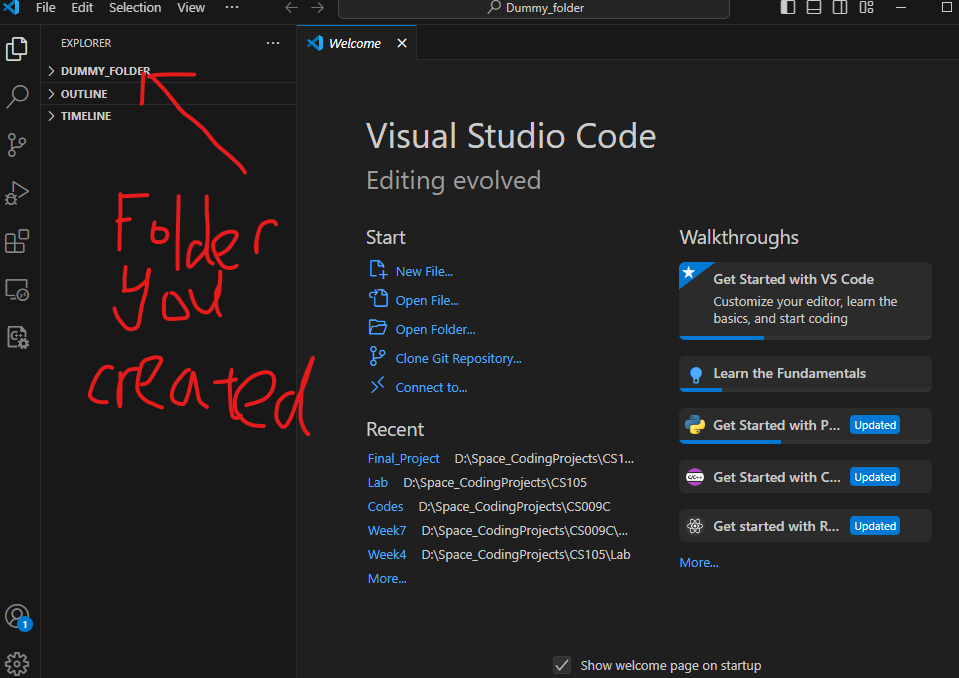 File Edit Selection View ··· Dummy_folder
EXPLORER ···
Welcome
DUMMY_FOLDER
OUTLINE
TIMELINE
Folder
you
created
Visual Studio Code
Editing evolved
Start
New File...
Open File...
Open Folder...
Clone Git Repository...
Connect to...
Recent
Final_Project D:\Space_CodingProjects\CS1...
Lab D:\Space_CodingProjects\CS105
Codes D:\Space_CodingProjects\CS009C
Week7 D:\Space_CodingProjects\CS009C\...
Week4 D:\Space_CodingProjects\CS105\Lab
More...
Walkthroughs
Get Started with VS Code
Customize your editor, learn the
basics, and start coding
Learn the Fundamentals
Get Started with P... Updated
C/C++ Get Started with C... Updated
Get started with R... Updated
More...
1
Show welcome page on startup